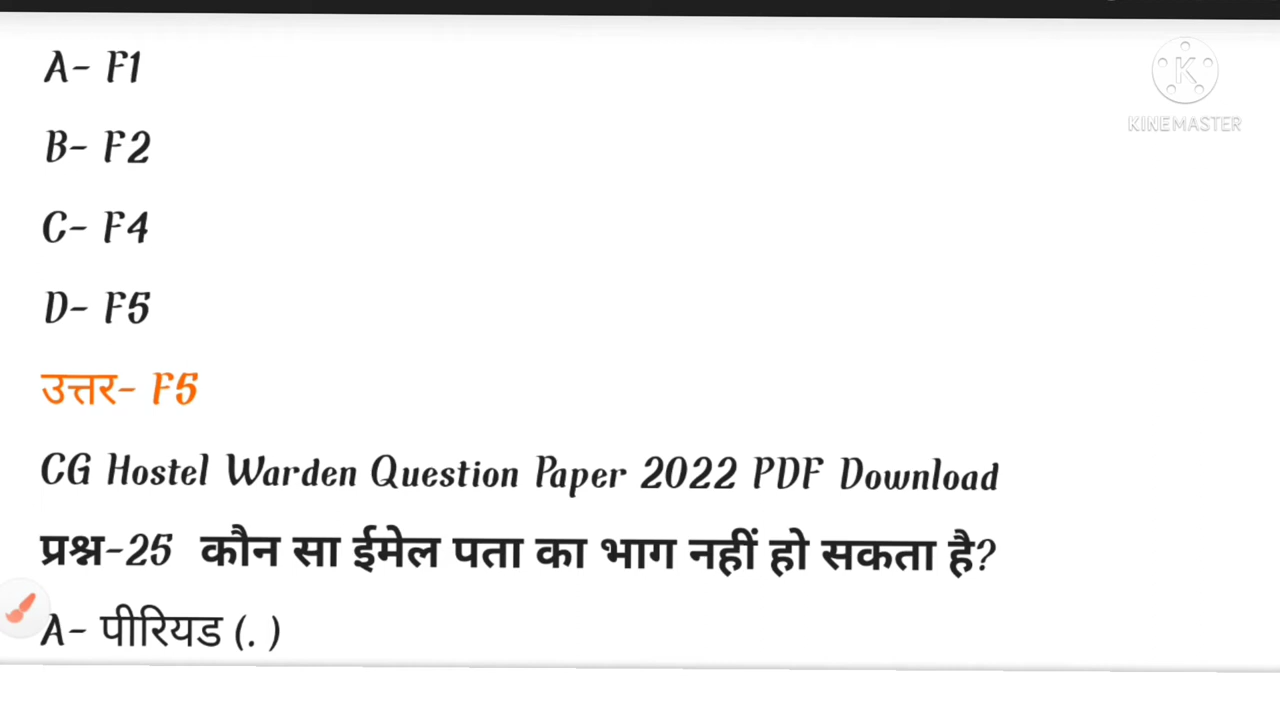 A- F1
KINEMASTER
B- F2
C- F4
D- F5
उत्तर- F5
CG Hostel Warden Question Paper 2022 PDF Download
प्रश्न-25 कौन सा ईमेल पता का भाग नहीं हो सकता है?
A- पीरियड (. )